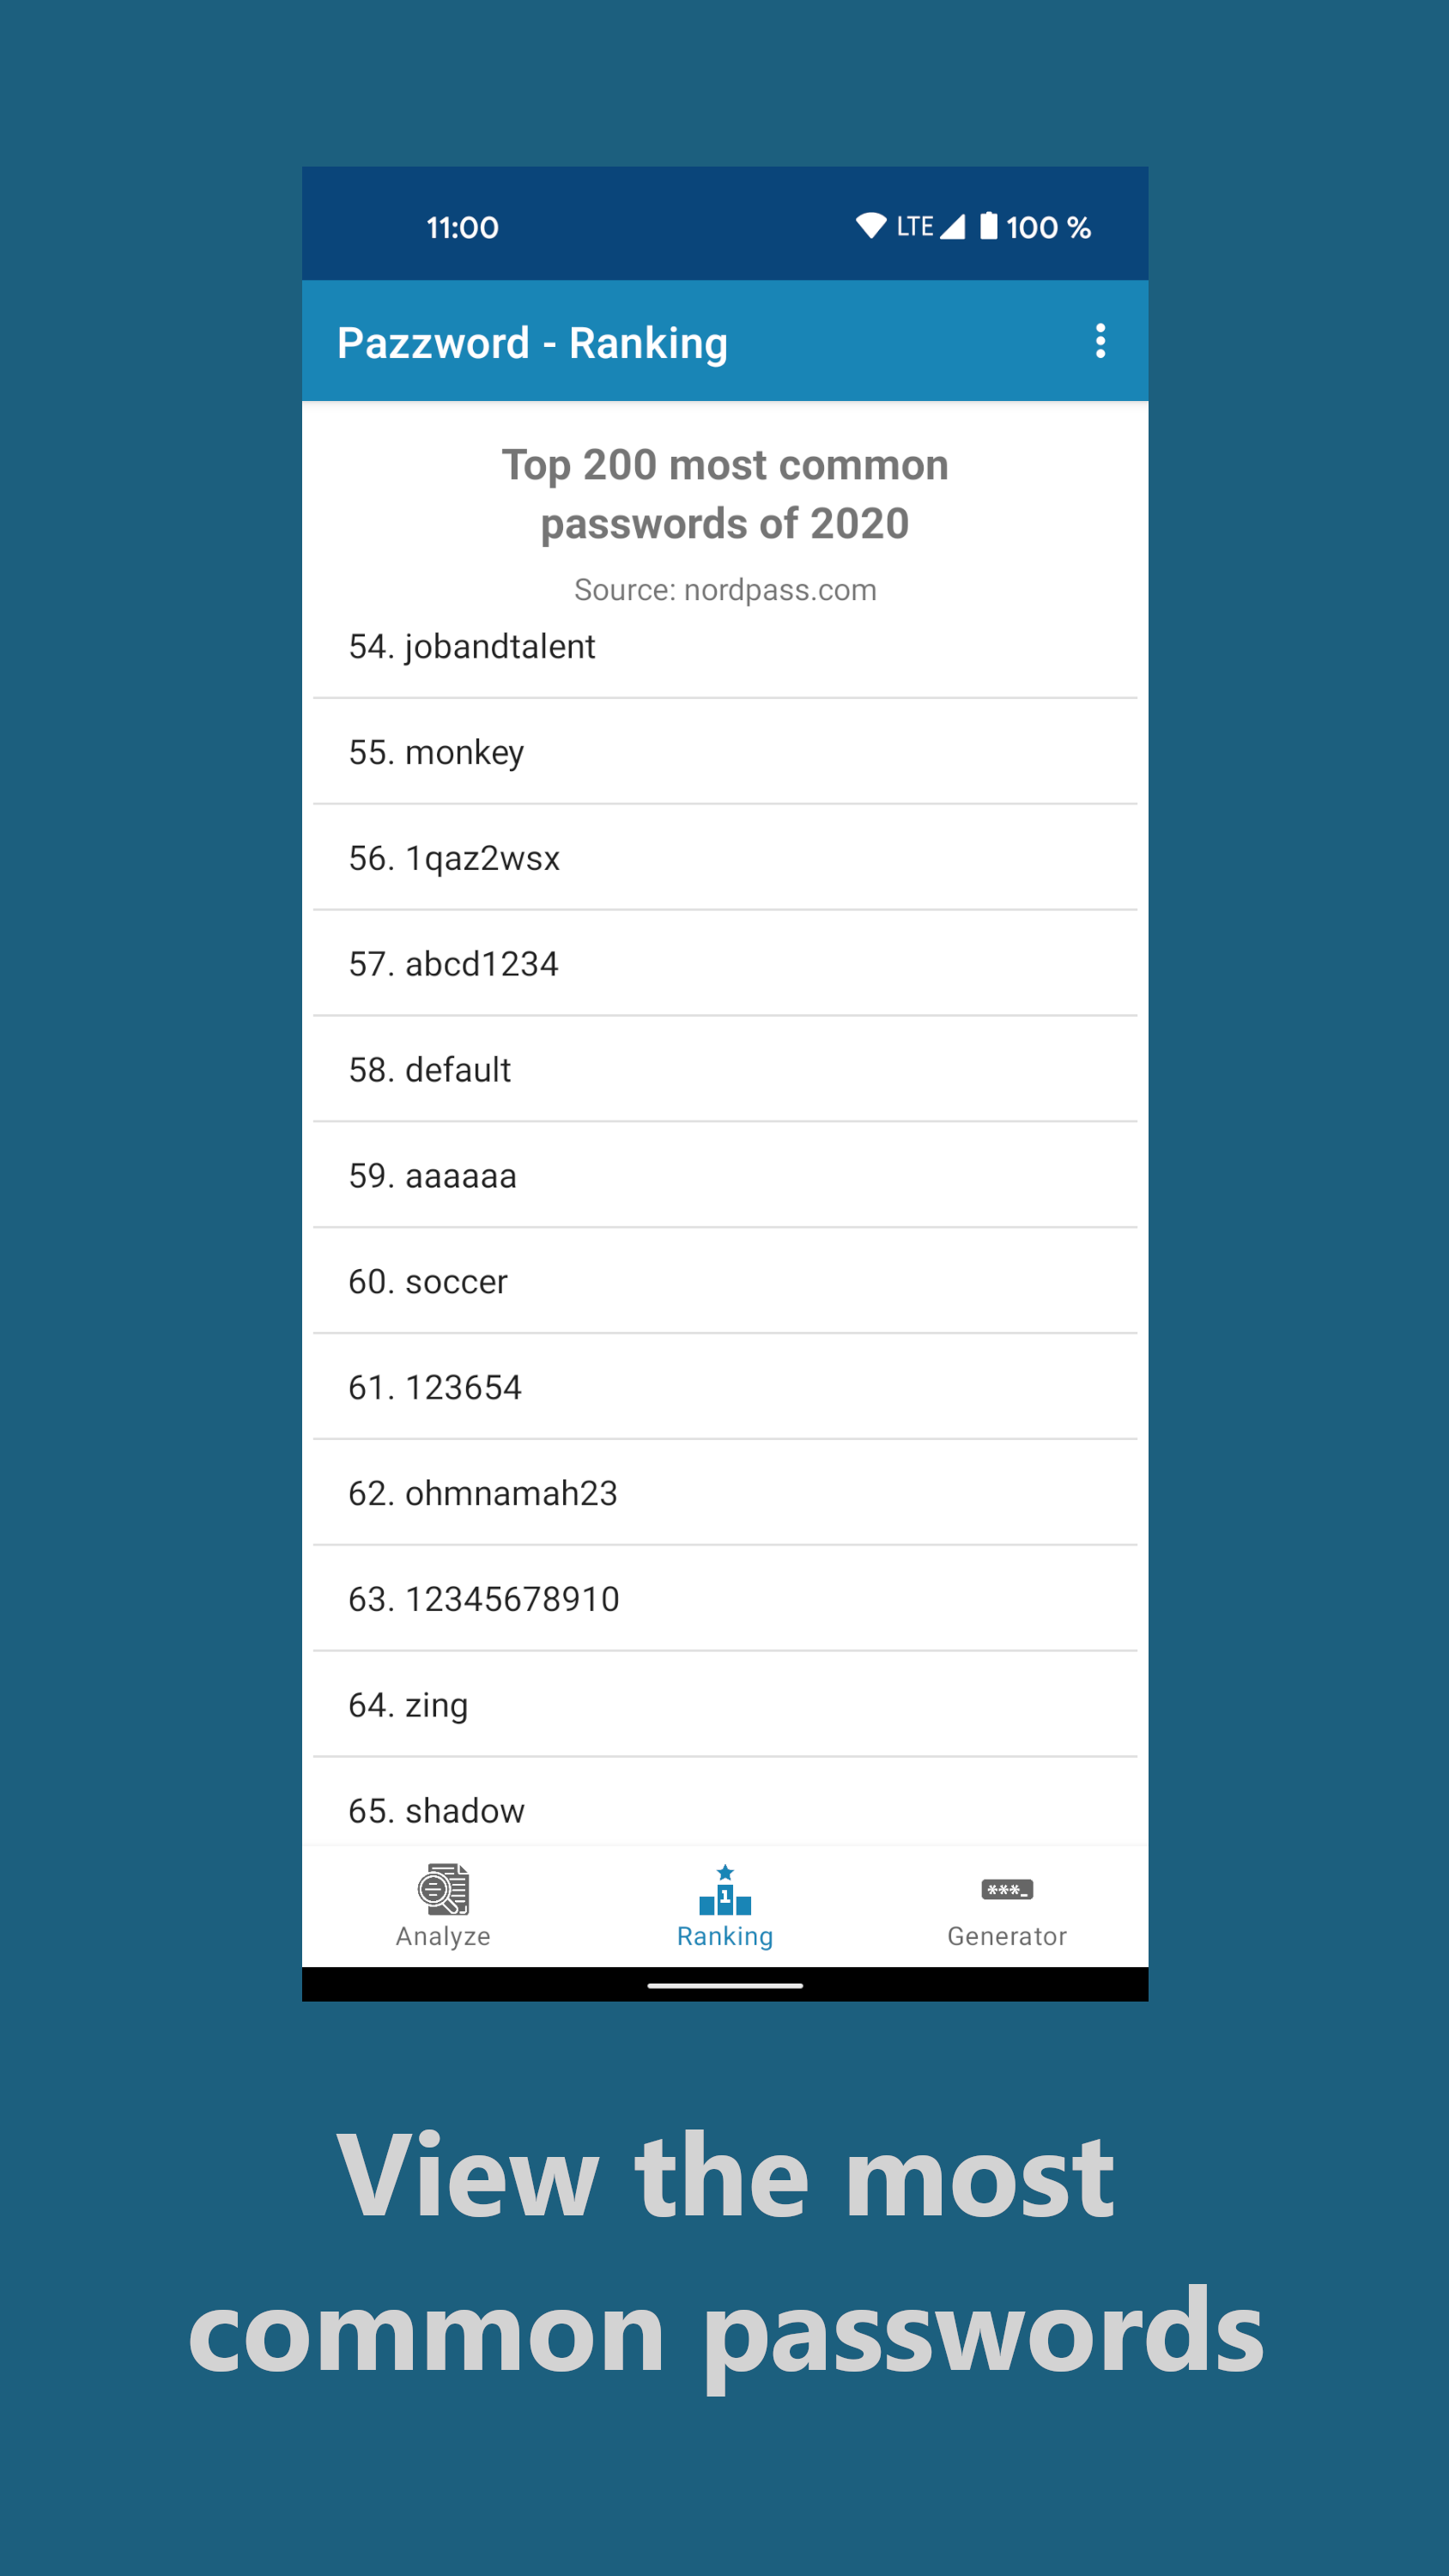 11:00 LTE 100 %
Pazzword - Ranking
Top 200 most common
passwords of 2020
Source: nordpass.com
54. jobandtalent
55. monkey
56. 1qaz2wsx
57. abcd1234
58. default
59. aaaaaa
60. soccer
61. 123654
62. ohmnamah23
63. 12345678910
64. zing
65. shadow
1 ***_
Analyze Ranking Generator
View the most
common passwords